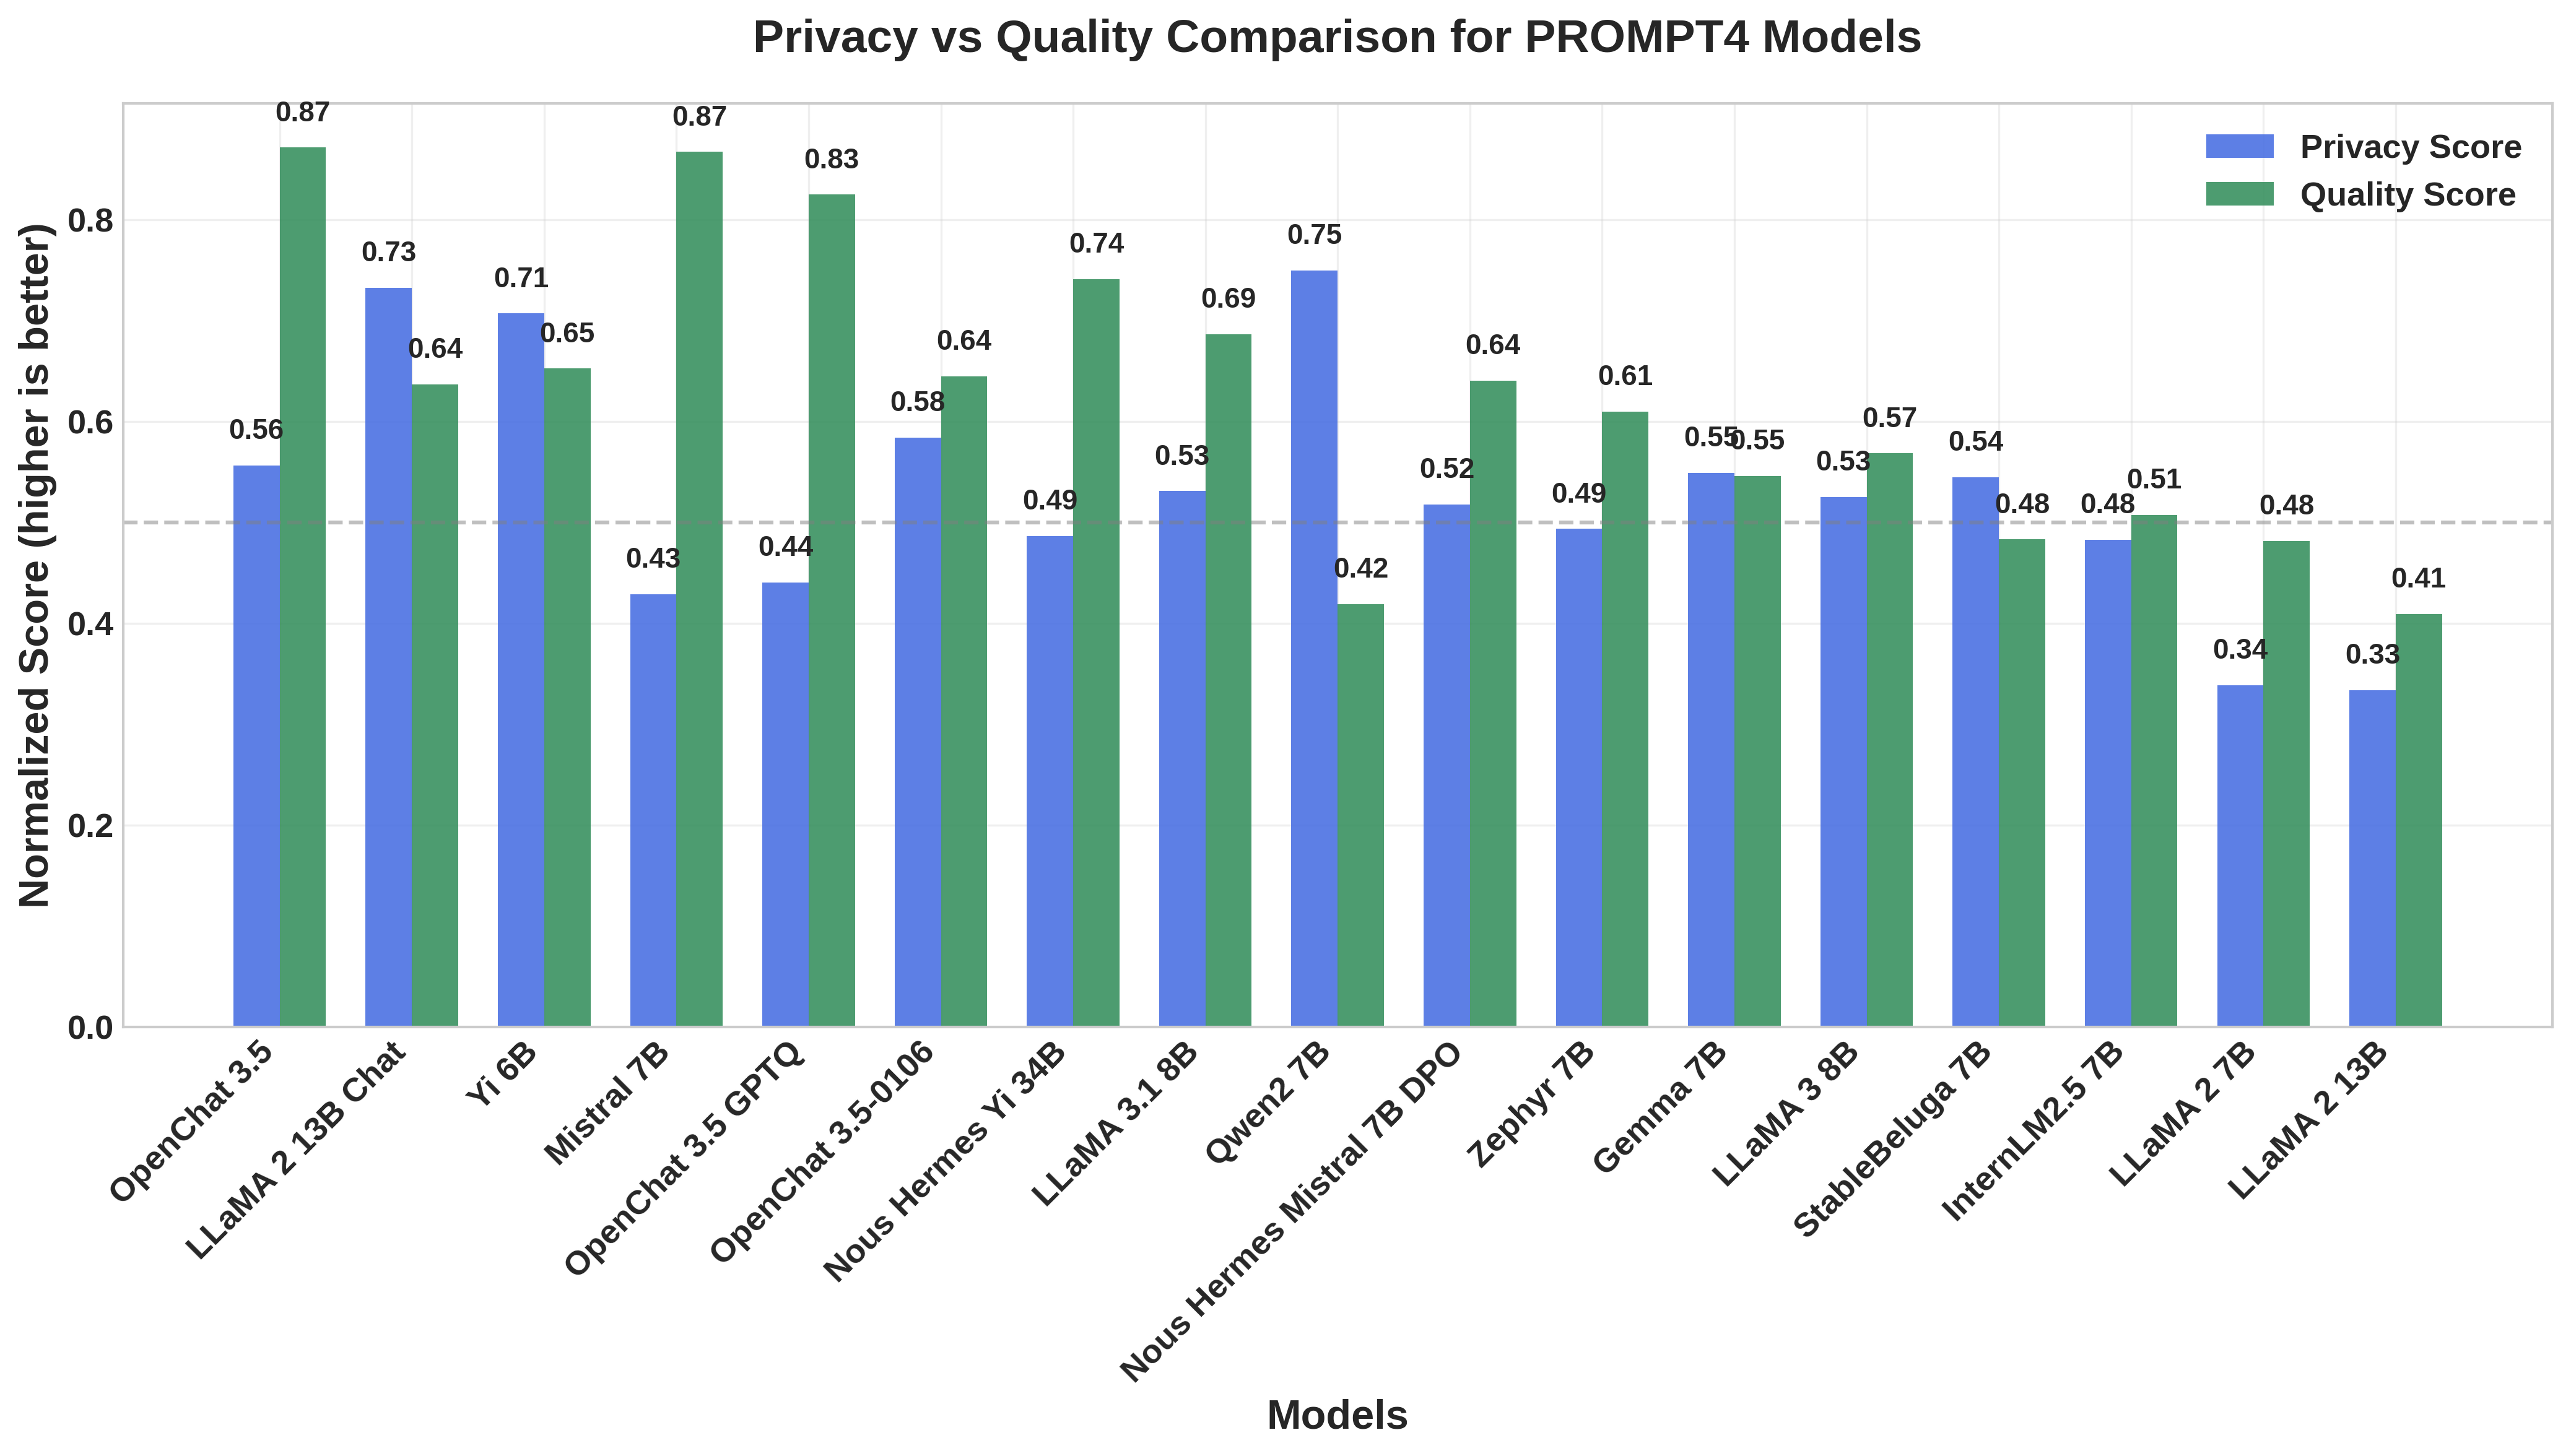 Privacy vs Quality Comparison for PROMPT4 Models
Normalized Score (higher is better)
0.8
0.6
0.4
0.2
0.0
Privacy Score
Quality Score
0.56
0.87
0.73
0.64
0.71
0.65
0.43
0.87
0.44
0.83
0.58
0.64
0.49
0.74
0.53
0.69
0.75
0.42
0.52
0.64
0.49
0.61
0.55
0.55
0.53
0.57
0.54
0.48
0.48
0.51
0.34
0.48
0.33
0.41
OpenChat 3.5
LLaMA 2 13B Chat
Yi 6B
Mistral 7B
OpenChat 3.5 GPTQ
OpenChat 3.5-0106
Nous Hermes Yi 34B
LLaMA 3.1 8B
Qwen2 7B
Nous Hermes Mistral 7B DPO
Zephyr 7B
Gemma 7B
LLaMA 3 8B
StableBeluga 7B
InternLM2.5 7B
LLaMA 2 7B
LLaMA 2 13B
Models